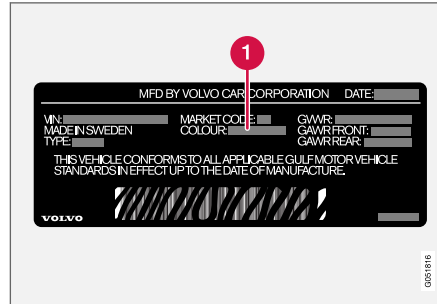 1
MFD BY VOLVO CAR CORPORATION DATE:
VIN: MARKET CODE: GVWR:
MADE IN SWEDEN COLOUR: GAWR FRONT:
TYPE: GAWR REAR:
THIS VEHICLE CONFORMS TO ALL APPLICABLE GULF MOTOR VEHICLE
STANDARDS IN EFFECT UP TO THE DATE OF MANUFACTURE.
VOLVO
G051816